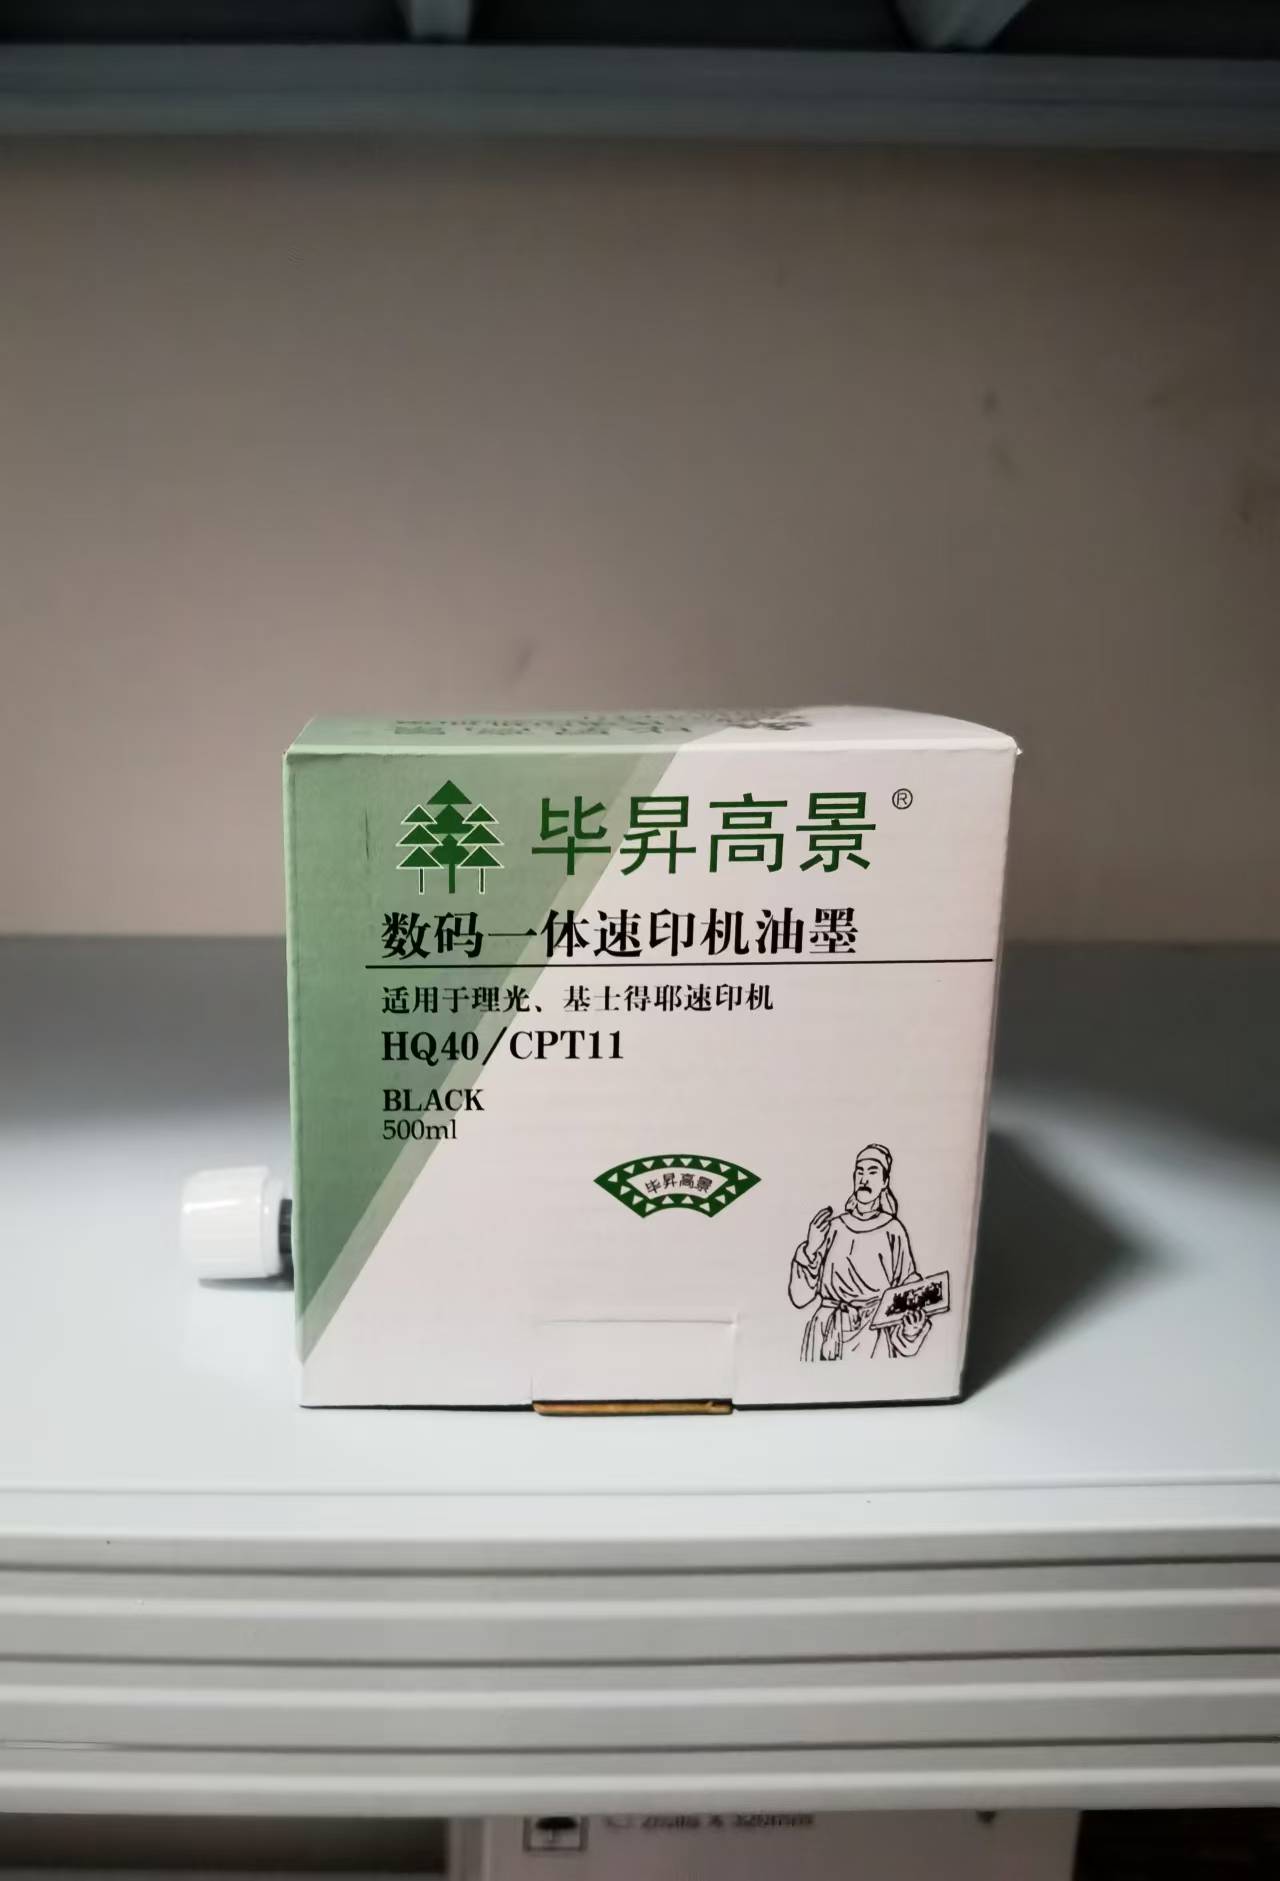 毕昇高景®
数码一体速印机油墨
适用于理光、基士得耶速印机
HQ40/CPT11
BLACK
500ml
毕昇高景